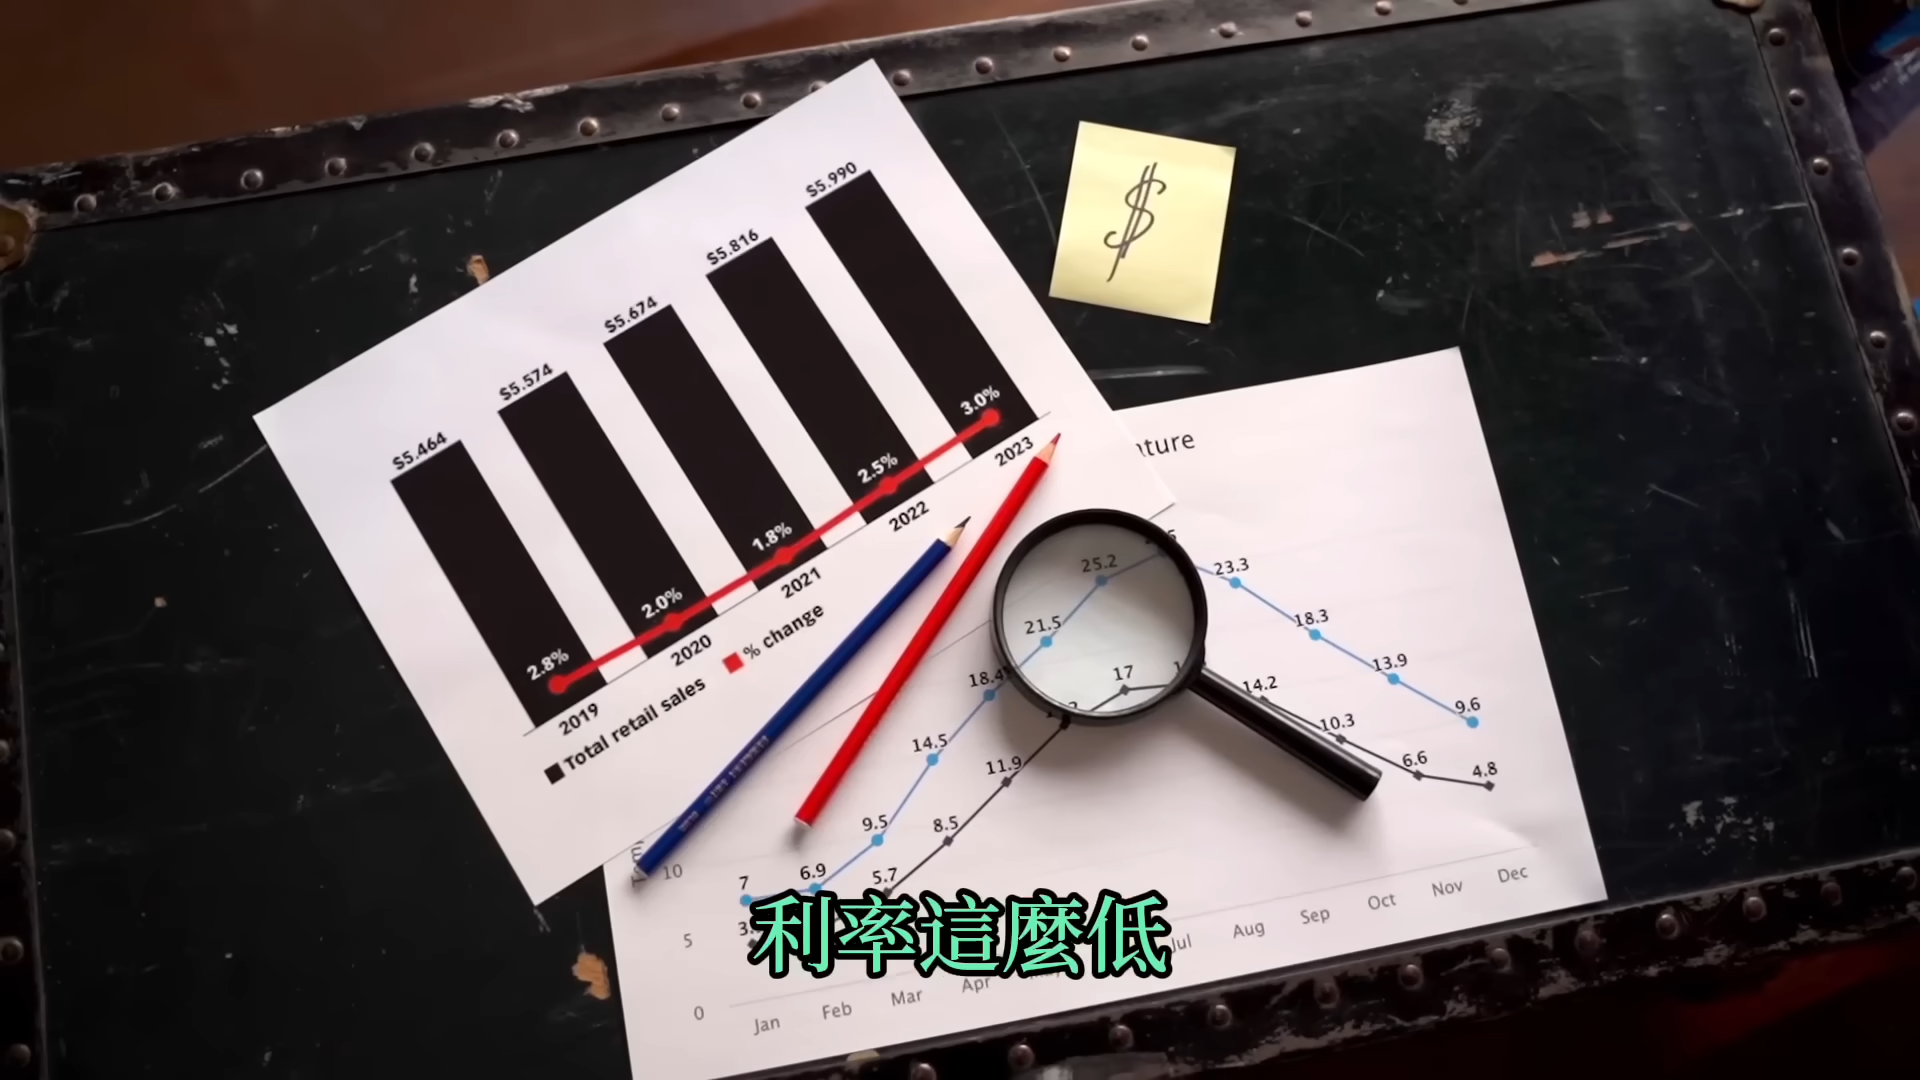 $5.464
$5.574
$5.674
$5.816
$5.990
2.8%
2.0%
1.8%
2.5%
3.0%
2019
2020
2021
2022
2023
Total retail sales
% change
$
ature
7
6.9
9.5
14.5
18.4
21.5
25.2
23.3
18.3
13.9
9.6
5.7
8.5
11.9
17
14.2
10.3
6.6
4.8
10
5
0
Jan
Feb
Mar
Apr
Jul
Aug
Sep
Oct
Nov
Dec
利率這麼低